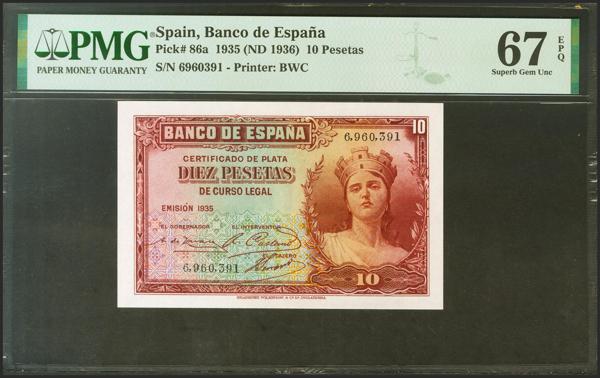 PMG
PAPER MONEY GUARANTY
Spain, Banco de España
Pick# 86a 1935 (ND 1936) 10 Pesetas
S/N 6960391 - Printer: BWC
67 EPQ
Superb Gem Unc
BANCO DE ESPAÑA
10
6,960,391
CERTIFICADO DE PLATA
DIEZ PESETAS
DE CURSO LEGAL
EMISIÓN 1935
EL GOBERNADOR EL INTERVENTOR
EL CAJERO
6,960,391
10